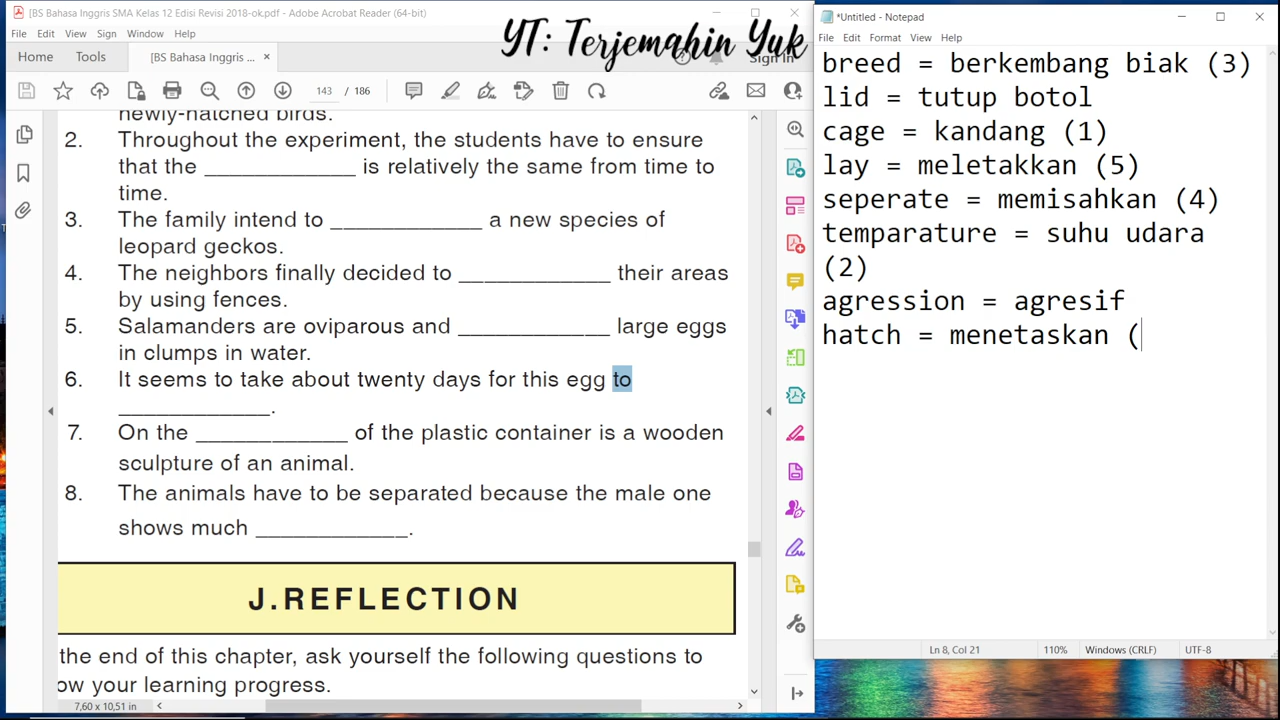 [BS Bahasa Inggris SMA Kelas 12 Edisi Revisi 2018-ok.pdf - Adobe Acrobat Reader (64-bit)
File Edit View Sign Window Help
YT: Terjemahin Yuk
Home Tools [BS Bahasa Inggris ... × Sign In
143 / 186
newly-hatched birds.
2. Throughout the experiment, the students have to ensure
that the ____________ is relatively the same from time to
time.
3. The family intend to ____________ a new species of
leopard geckos.
4. The neighbors finally decided to ____________ their areas
by using fences.
5. Salamanders are oviparous and ____________ large eggs
in clumps in water.
6. It seems to take about twenty days for this egg to
____________.
7. On the ____________ of the plastic container is a wooden
sculpture of an animal.
8. The animals have to be separated because the male one
shows much ____________.
J.REFLECTION
the end of this chapter, ask yourself the following questions to
ow your learning progress.
7,60 x 10,51 in
*Untitled - Notepad
File Edit Format View Help
breed = berkembang biak (3)
lid = tutup botol
cage = kandang (1)
lay = meletakkan (5)
seperate = memisahkan (4)
temparature = suhu udara
(2)
agression = agresif
hatch = menetaskan (
Ln 8, Col 21 110% Windows (CRLF) UTF-8